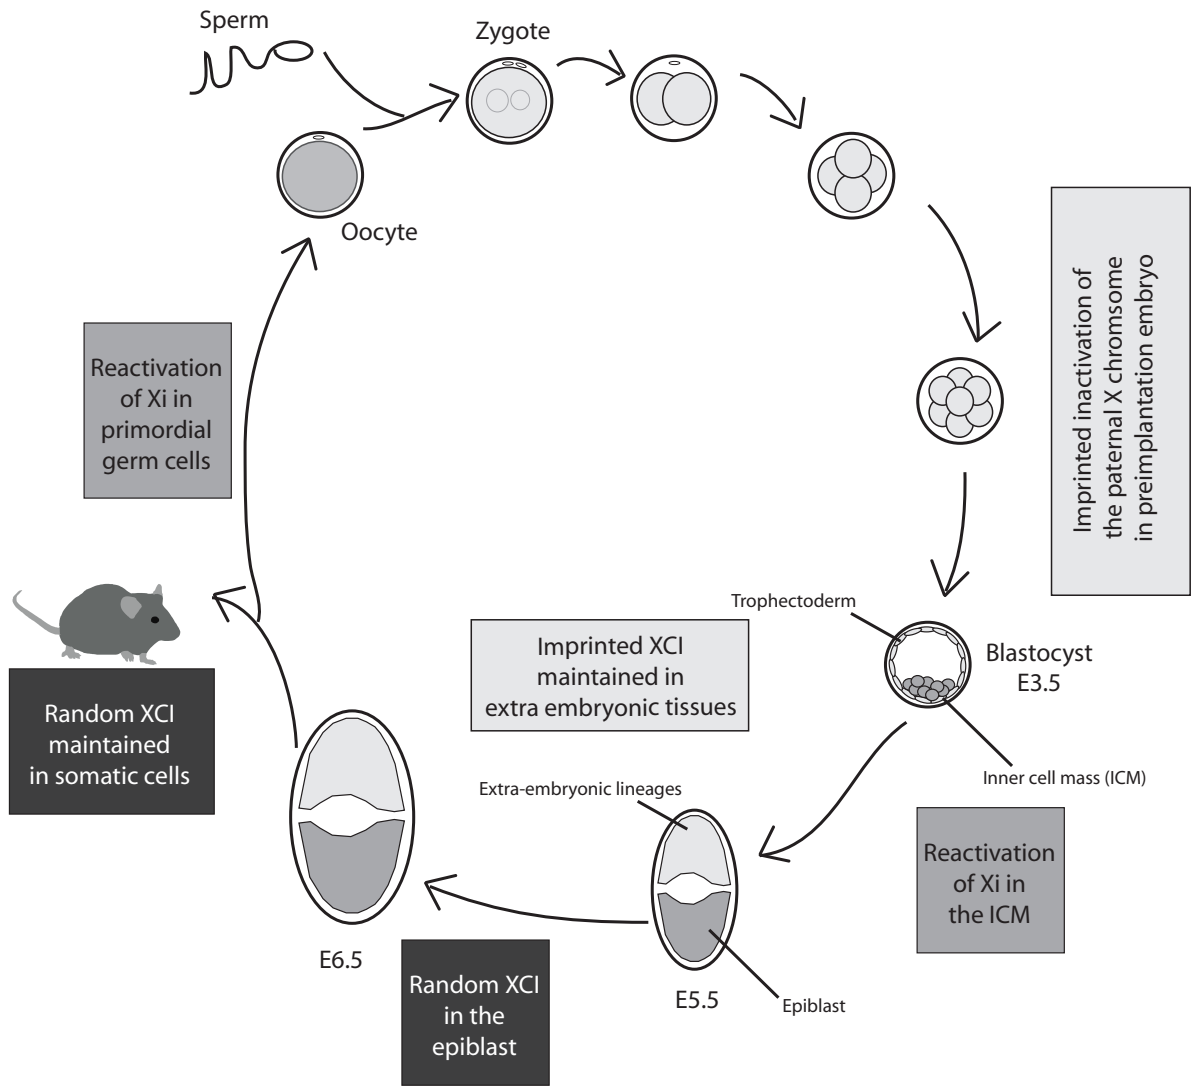 Sperm
Zygote
Oocyte
Imprinted inactivation of
the paternal X chromsome
in preimplantation embryo
Reactivation
of Xi in
primordial
germ cells
Trophectoderm
Blastocyst
E3.5
Inner cell mass (ICM)
Imprinted XCI
maintained in
extra embryonic tissues
Random XCI
maintained
in somatic cells
Extra-embryonic lineages
Reactivation
of Xi in
the ICM
E6.5
Random XCI
in the
epiblast
E5.5
Epiblast